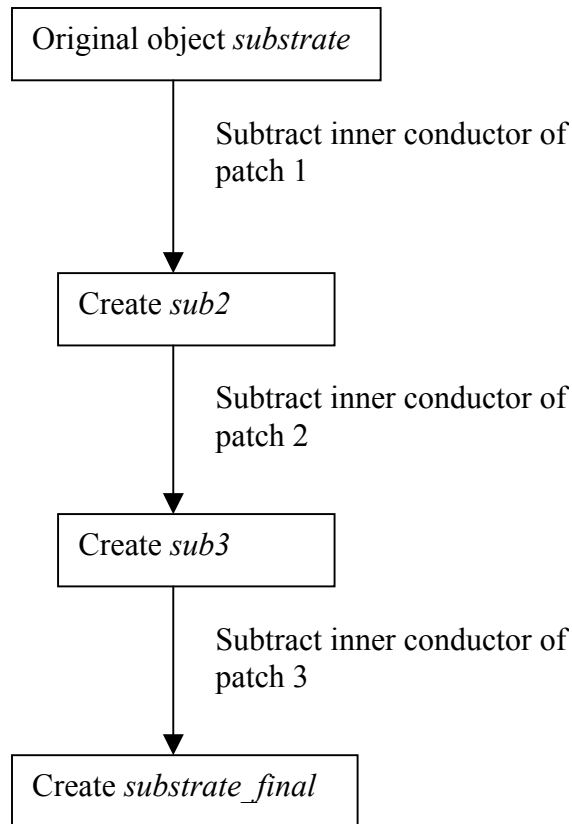 Original object substrate
Subtract inner conductor of
patch 1
Create sub2
Subtract inner conductor of
patch 2
Create sub3
Subtract inner conductor of
patch 3
Create substrate_final